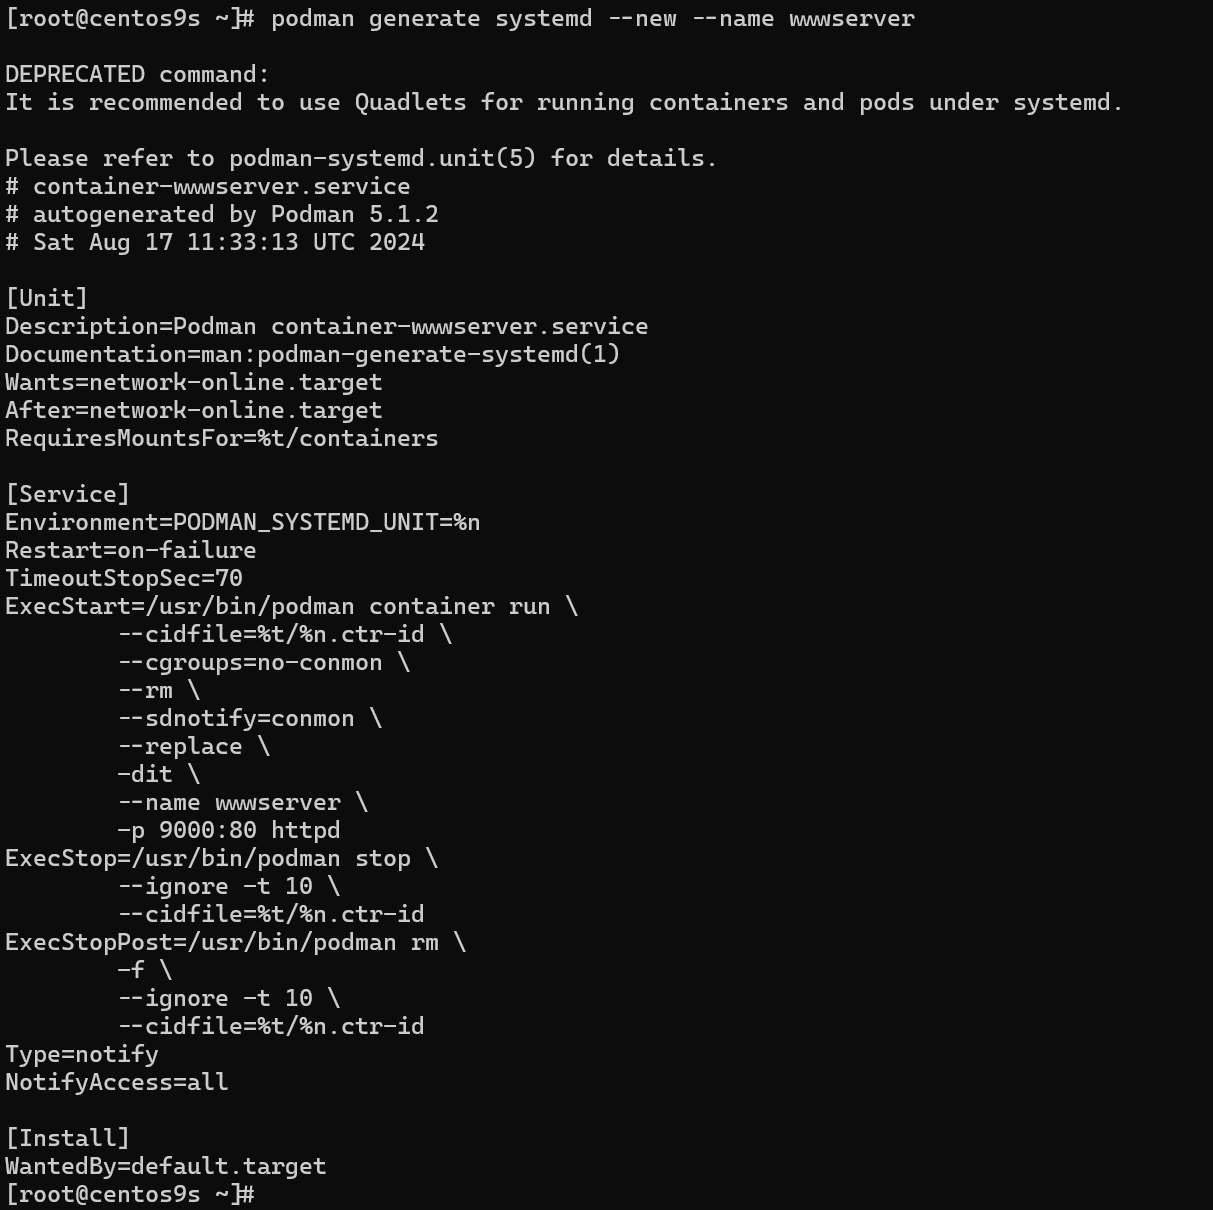 [root@centos9s ~]# podman generate systemd --new --name wwwserver

DEPRECATED command:
It is recommended to use Quadlets for running containers and pods under systemd.

Please refer to podman-systemd.unit(5) for details.
# container-wwwserver.service
# autogenerated by Podman 5.1.2
# Sat Aug 17 11:33:13 UTC 2024

[Unit]
Description=Podman container-wwwserver.service
Documentation=man:podman-generate-systemd(1)
Wants=network-online.target
After=network-online.target
RequiresMountsFor=%t/containers

[Service]
Environment=PODMAN_SYSTEMD_UNIT=%n
Restart=on-failure
TimeoutStopSec=70
ExecStart=/usr/bin/podman container run \
        --cidfile=%t/%n.ctr-id \
        --cgroups=no-conmon \
        --rm \
        --sdnotify=conmon \
        --replace \
        -dit \
        --name wwwserver \
        -p 9000:80 httpd
ExecStop=/usr/bin/podman stop \
        --ignore -t 10 \
        --cidfile=%t/%n.ctr-id
ExecStopPost=/usr/bin/podman rm \
        -f \
        --ignore -t 10 \
        --cidfile=%t/%n.ctr-id
Type=notify
NotifyAccess=all

[Install]
WantedBy=default.target
[root@centos9s ~]#